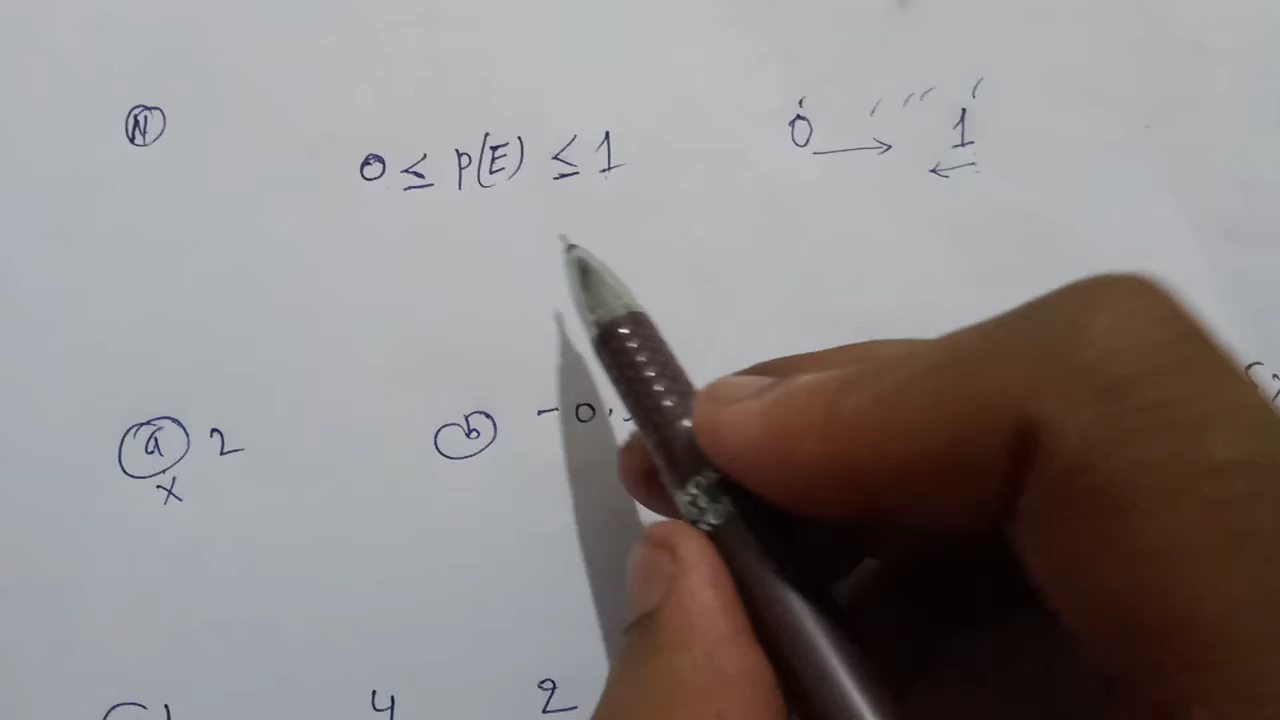 N 0 ≤ P(E) ≤ 1 0 → 1 ←
a 2 b -0.
x
4 2